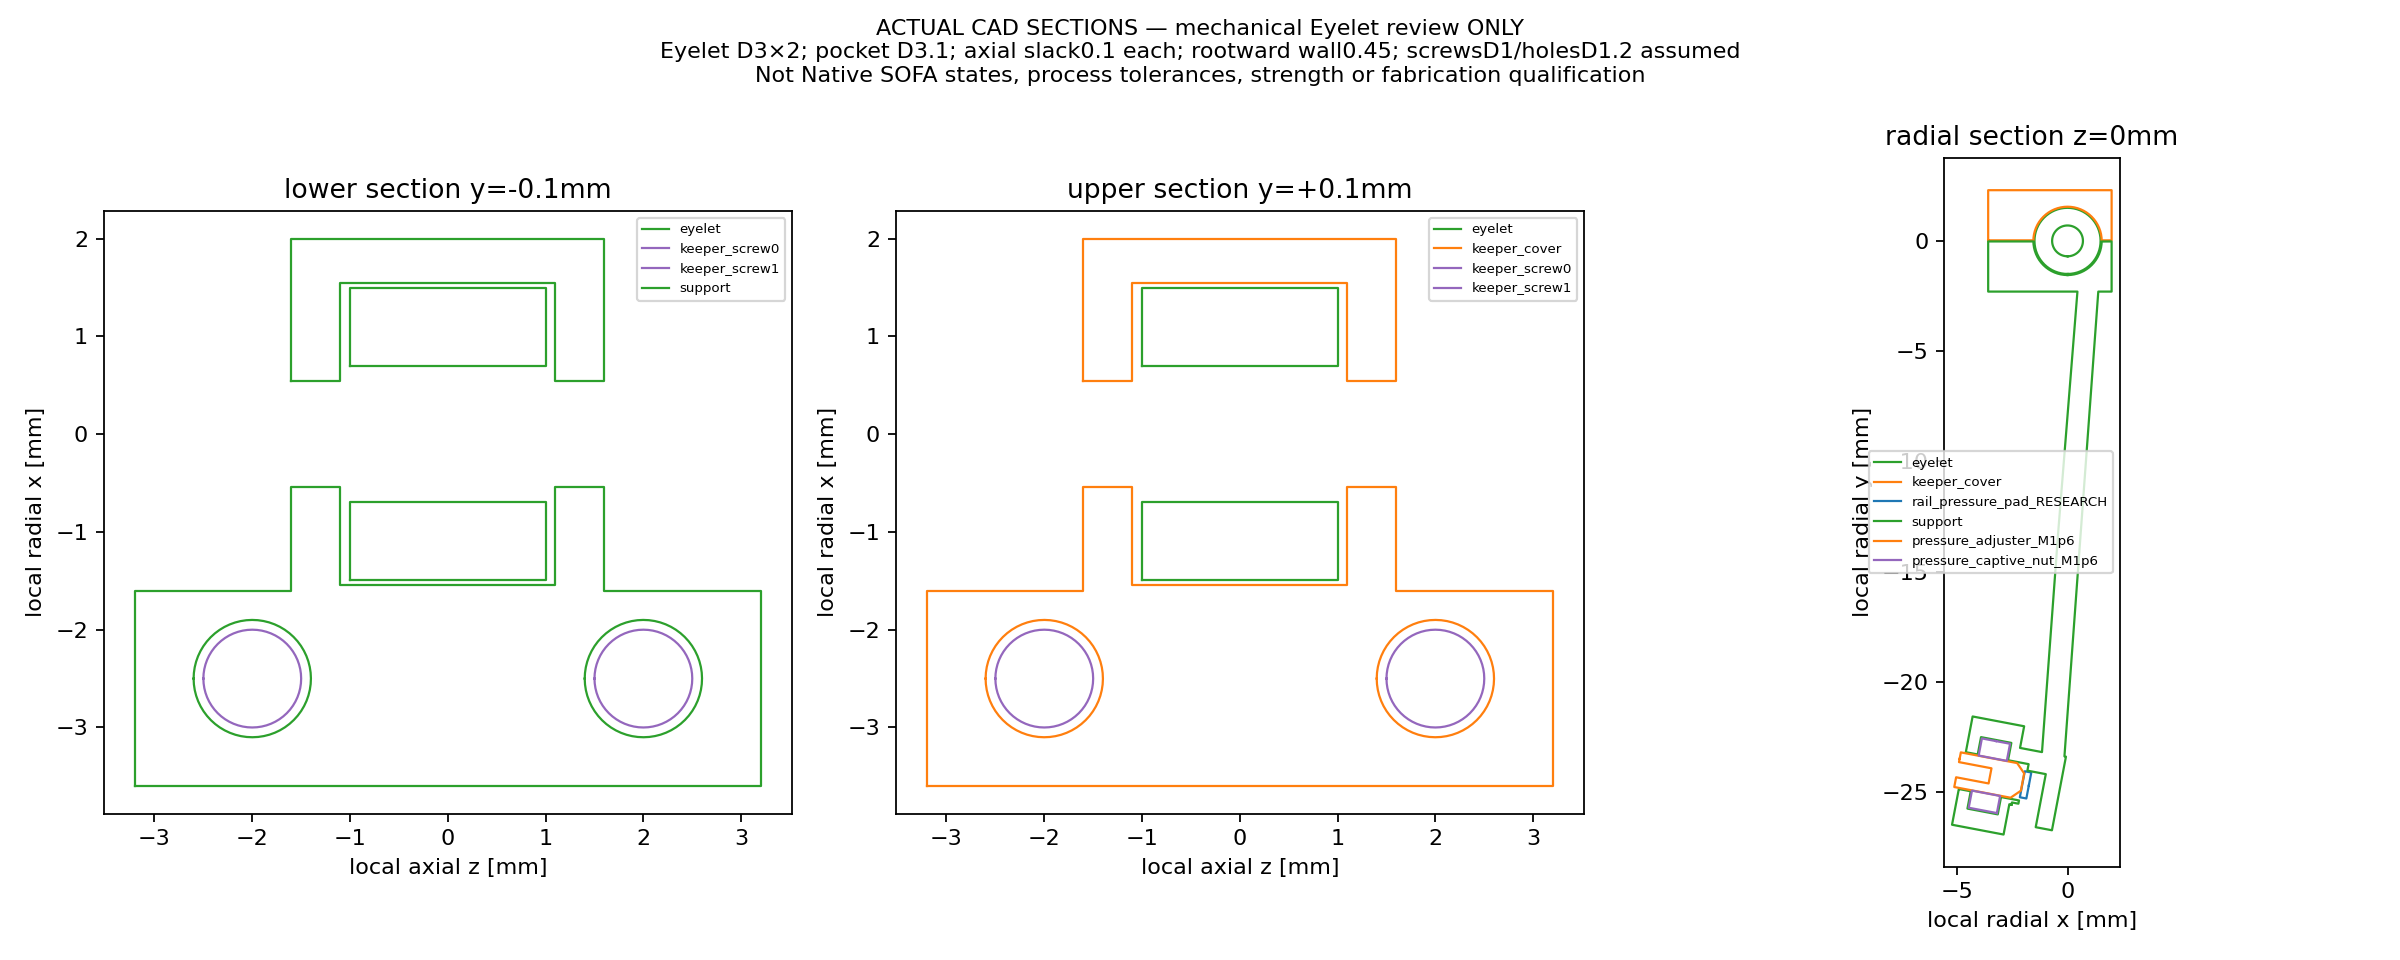 ACTUAL CAD SECTIONS — mechanical Eyelet review ONLY
Eyelet D3×2; pocket D3.1; axial slack0.1 each; rootward wall0.45; screwsD1/holesD1.2 assumed
Not Native SOFA states, process tolerances, strength or fabrication qualification
lower section y=-0.1mm
eyelet
keeper_screw0
keeper_screw1
support
2
1
0
−1
−2
−3
local radial x [mm]
−3
−2
−1
0
1
2
3
local axial z [mm]
upper section y=+0.1mm
eyelet
keeper_cover
keeper_screw0
keeper_screw1
2
1
0
−1
−2
−3
local radial x [mm]
−3
−2
−1
0
1
2
3
local axial z [mm]
radial section z=0mm
0
−5
−10
−15
−20
−25
local radial y [mm]
eyelet
keeper_cover
rail_pressure_pad_RESEARCH
support
pressure_adjuster_M1p6
pressure_captive_nut_M1p6
−5
0
local radial x [mm]